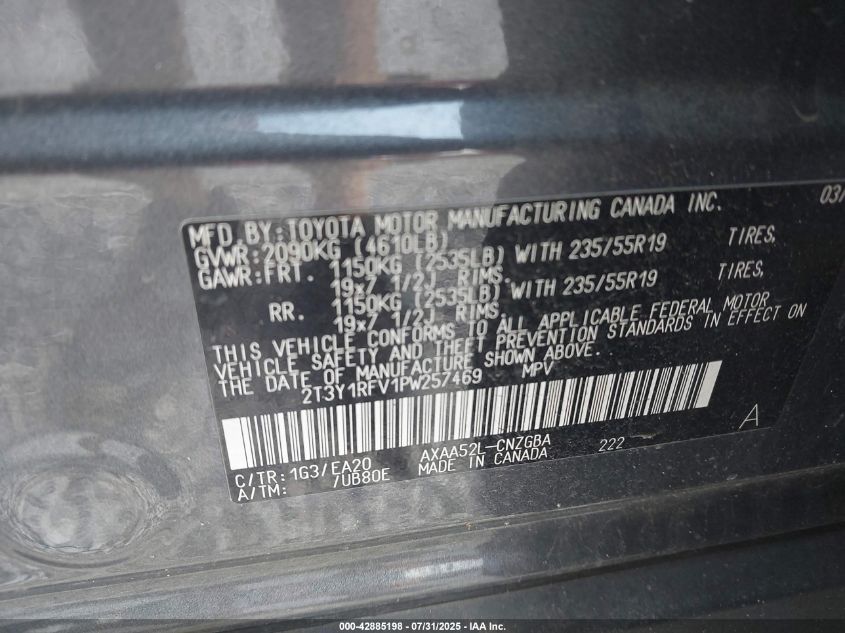 MFD.BY:TOYOTA MOTOR MANUFACTURING CANADA INC. 03/
GVWR:2090KG (4610LB)
GAWR:FRT. 1150KG (2535LB) WITH 235/55R19 TIRES,
19x7 1/2J RIMS,
RR. 1150KG (2535LB) WITH 235/55R19 TIRES,
19x7 1/2J RIMS,
THIS VEHICLE CONFORMS TO ALL APPLICABLE FEDERAL MOTOR
VEHICLE SAFETY AND THEFT PREVENTION STANDARDS IN EFFECT ON
THE DATE OF MANUFACTURE SHOWN ABOVE.
2T3Y1RFV1PW257469 MPV
A
AXAA52L-CNZGBA 222
C/TR:1G3/EA20 MADE IN CANADA
A/TM: 7UB80E
000-42885198 - 07/31/2025 - IAA Inc.